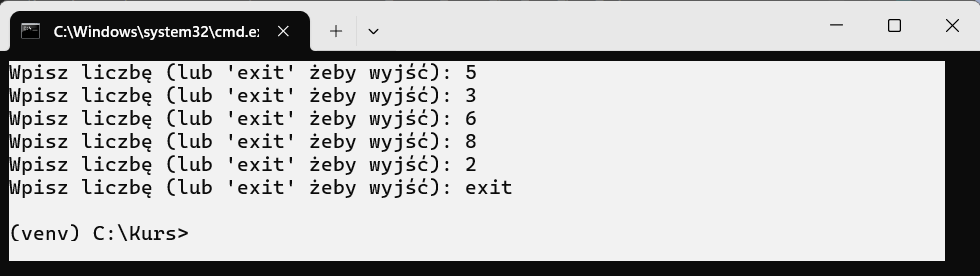 C:\Windows\system32\cmd.e
Wpisz liczbę (lub 'exit' żeby wyjść): 5
Wpisz liczbę (lub 'exit' żeby wyjść): 3
Wpisz liczbę (lub 'exit' żeby wyjść): 6
Wpisz liczbę (lub 'exit' żeby wyjść): 8
Wpisz liczbę (lub 'exit' żeby wyjść): 2
Wpisz liczbę (lub 'exit' żeby wyjść): exit
(venv) C:\Kurs>